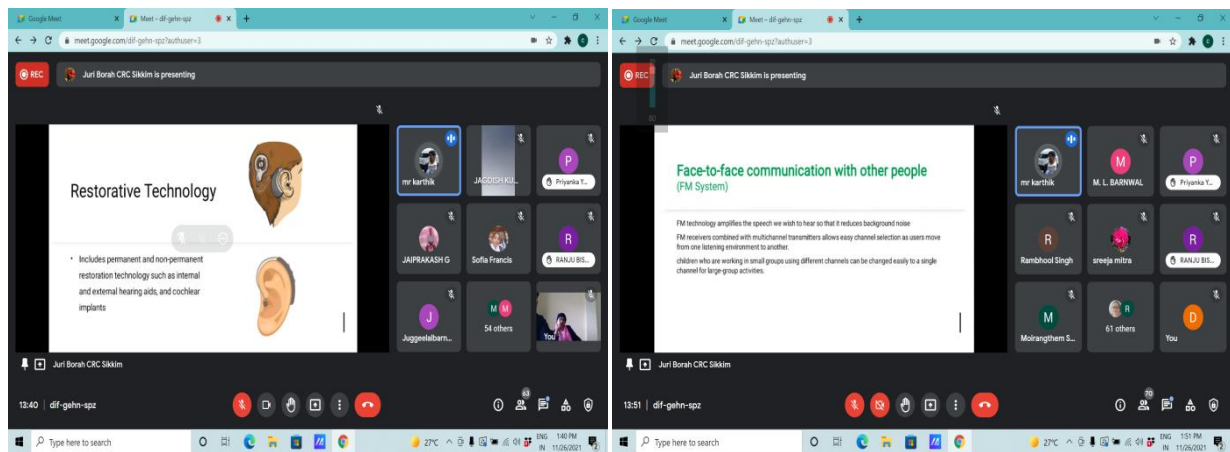 Google Meet
Meet – dif-gehn-spz
meet.google.com/dif-gehn-spz?authuser=3
REC
Juri Borah CRC Sikkim is presenting
Restorative Technology
• Includes permanent and non-permanent
restoration technology such as internal
and external hearing aids, and cochlear
implants
mr karthik
JAGDISH KU...
P
Priyanka Y...
JAIPRAKASH G
Sofia Francis
R
RANJU BIS...
J
Juggeelalbarn...
M M
54 others
You
Juri Borah CRC Sikkim
13:40 | dif-gehn-spz
63
Type here to search
27°C
ENG
IN
1:40 PM
11/26/2021
Google Meet
Meet – dif-gehn-spz
meet.google.com/dif-gehn-spz?authuser=3
REC
Juri Borah CRC Sikkim is presenting
Face-to-face communication with other people
(FM System)
FM technology amplifies the speech we wish to hear so that it reduces background noise
FM receivers combined with multichannel transmitters allows easy channel selection as users move
from one listening environment to another.
children who are working in small groups using different channels can be changed easily to a single
channel for large-group activities.
mr karthik
M
M. L. BARNWAL
P
Priyanka Y...
R
Rambhool Singh
sreeja mitra
R
RANJU BIS...
M
Moirangthem S...
R
61 others
D
You
Juri Borah CRC Sikkim
13:51 | dif-gehn-spz
70
Type here to search
27°C
ENG
IN
1:51 PM
11/26/2021